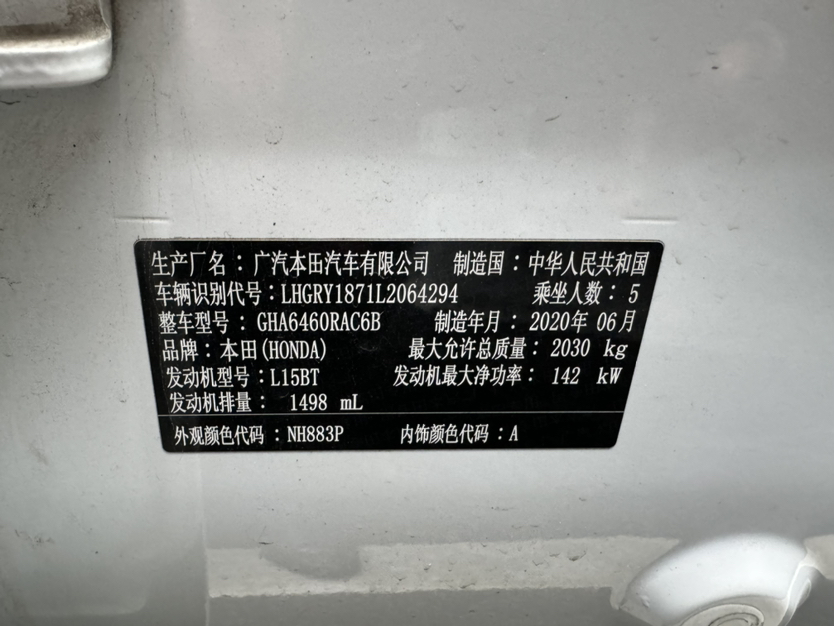 生产厂名：广汽本田汽车有限公司 制造国：中华人民共和国
车辆识别代号：LHGRY1871L2064294 乘坐人数：5
整车型号：GHA6460RAC6B 制造年月：2020年 06月
品牌：本田(HONDA) 最大允许总质量：2030 kg
发动机型号：L15BT 发动机最大净功率：142 kW
发动机排量：1498 mL
外观颜色代码：NH883P 内饰颜色代码：A